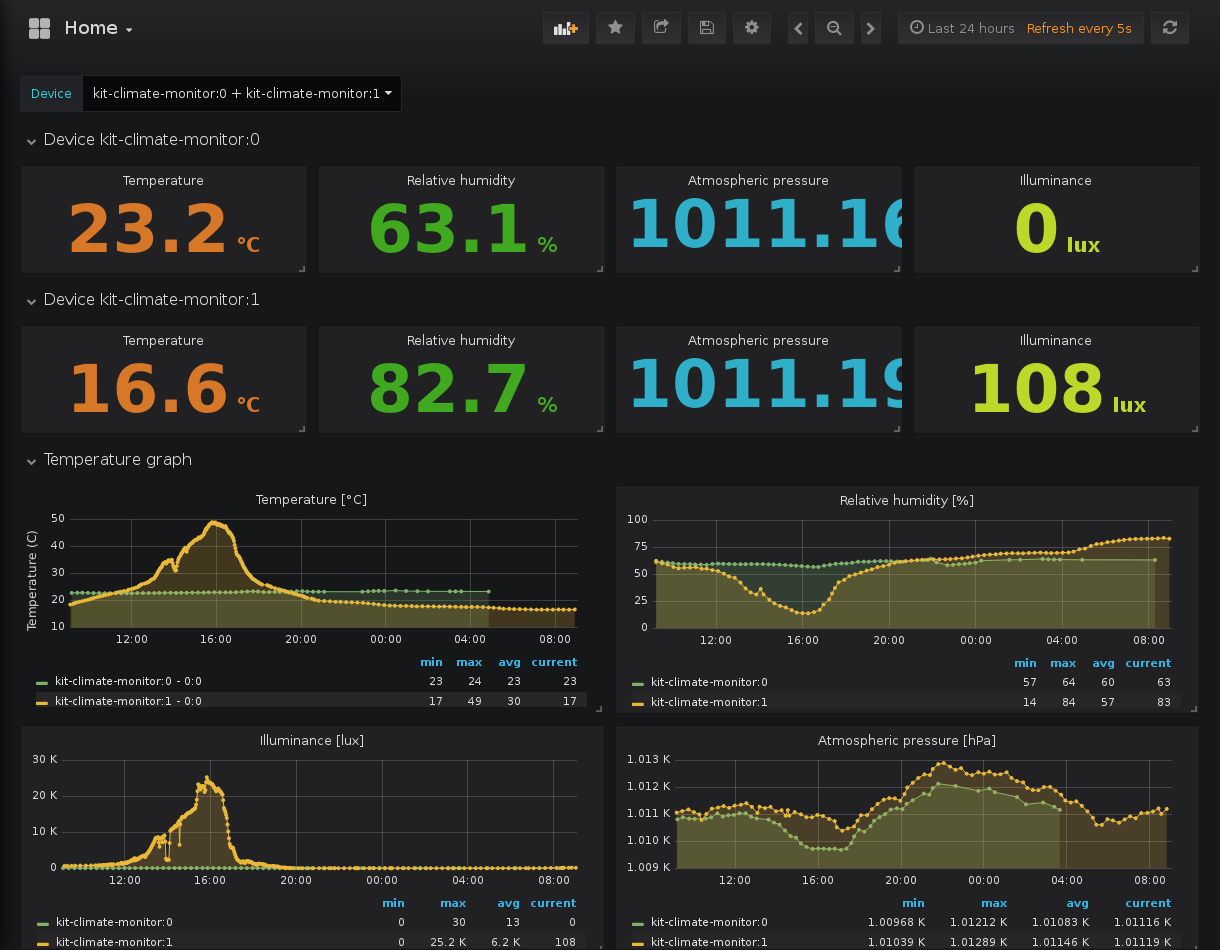 Home
Last 24 hours Refresh every 5s
Device kit-climate-monitor:0 + kit-climate-monitor:1
Device kit-climate-monitor:0
Temperature Relative humidity Atmospheric pressure Illuminance
23.2 °C 63.1 % 1011.16 0 lux
Device kit-climate-monitor:1
Temperature Relative humidity Atmospheric pressure Illuminance
16.6 °C 82.7 % 1011.19 108 lux
Temperature graph
Temperature [°C]
Temperature (C)
50
40
30
20
10
12:00 16:00 20:00 00:00 04:00 08:00
min max avg current
kit-climate-monitor:0 - 0:0 23 24 23 23
kit-climate-monitor:1 - 0:0 17 49 30 17
Relative humidity [%]
100
75
50
25
0
12:00 16:00 20:00 00:00 04:00 08:00
min max avg current
kit-climate-monitor:0 57 64 60 63
kit-climate-monitor:1 14 84 57 83
Illuminance [lux]
30 K
20 K
10 K
0
12:00 16:00 20:00 00:00 04:00 08:00
min max avg current
kit-climate-monitor:0 0 30 13 0
kit-climate-monitor:1 0 25.2 K 6.2 K 108
Atmospheric pressure [hPa]
1.013 K
1.012 K
1.011 K
1.010 K
1.009 K
12:00 16:00 20:00 00:00 04:00 08:00
min max avg current
kit-climate-monitor:0 1.00968 K 1.01212 K 1.01083 K 1.01116 K
kit-climate-monitor:1 1.01039 K 1.01289 K 1.01146 K 1.01119 K